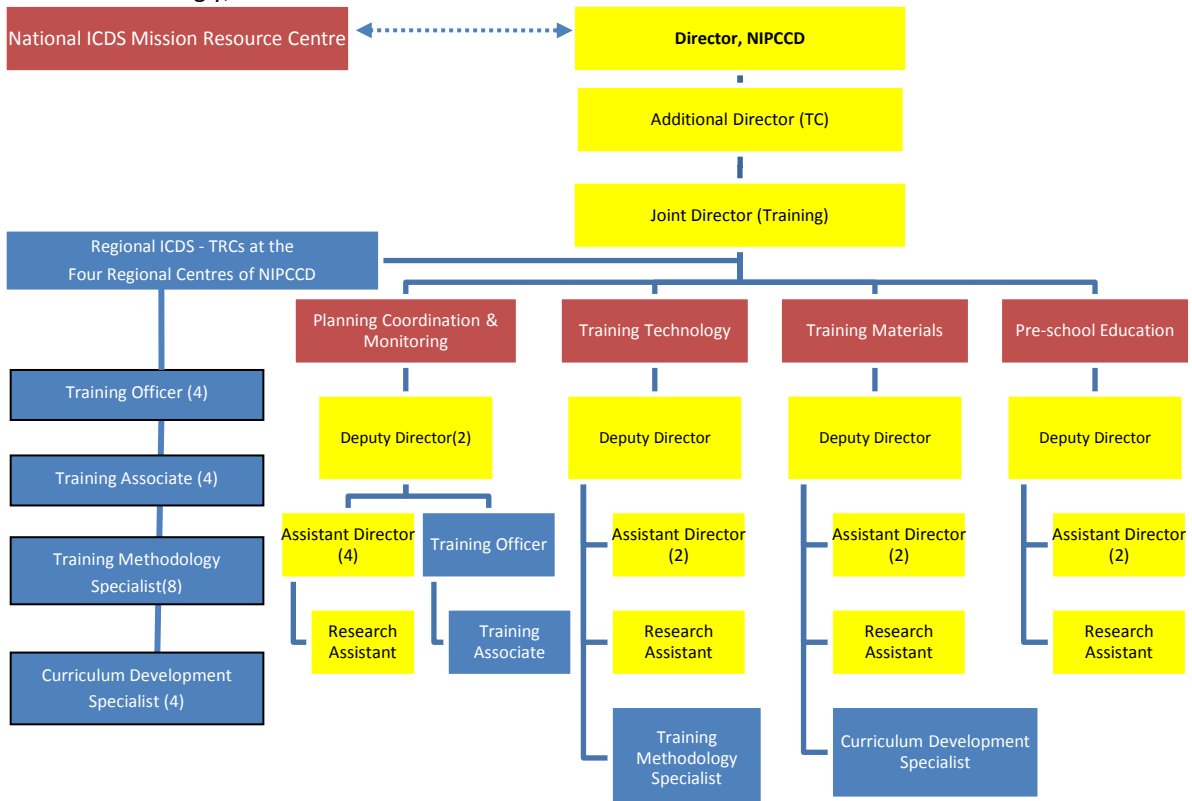 National ICDS Mission Resource Centre
Director, NIPCCD
Additional Director (TC)
Joint Director (Training)
Regional ICDS - TRCs at the
Four Regional Centres of NIPCCD
Training Officer (4)
Training Associate (4)
Training Methodology
Specialist(8)
Curriculum Development
Specialist (4)
Planning Coordination &
Monitoring
Deputy Director(2)
Assistant Director
(4)
Research
Assistant
Training Officer
Training
Associate
Training Technology
Deputy Director
Assistant Director
(2)
Research
Assistant
Training
Methodology
Specialist
Training Materials
Deputy Director
Assistant Director
(2)
Research
Assistant
Curriculum Development
Specialist
Pre-school Education
Deputy Director
Assistant Director
(2)
Research
Assistant